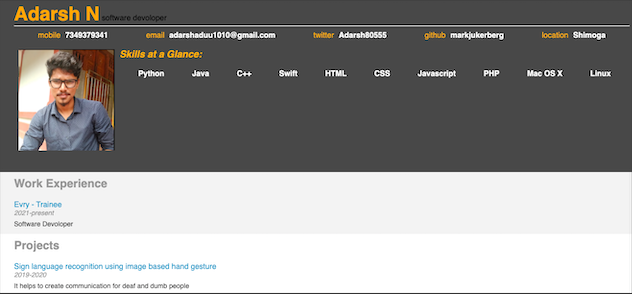 Adarsh N software devoloper
mobile 7349379341 email adarshaduu1010@gmail.com twitter Adarsh80555 github markjukerberg location Shimoga
Skills at a Glance:
Python Java C++ Swift HTML CSS Javascript PHP Mac OS X Linux
Work Experience
Evry - Trainee
2021-present
Software Devoloper
Projects
Sign language recognition using image based hand gesture
2019-2020
It helps to create communication for deaf and dumb people